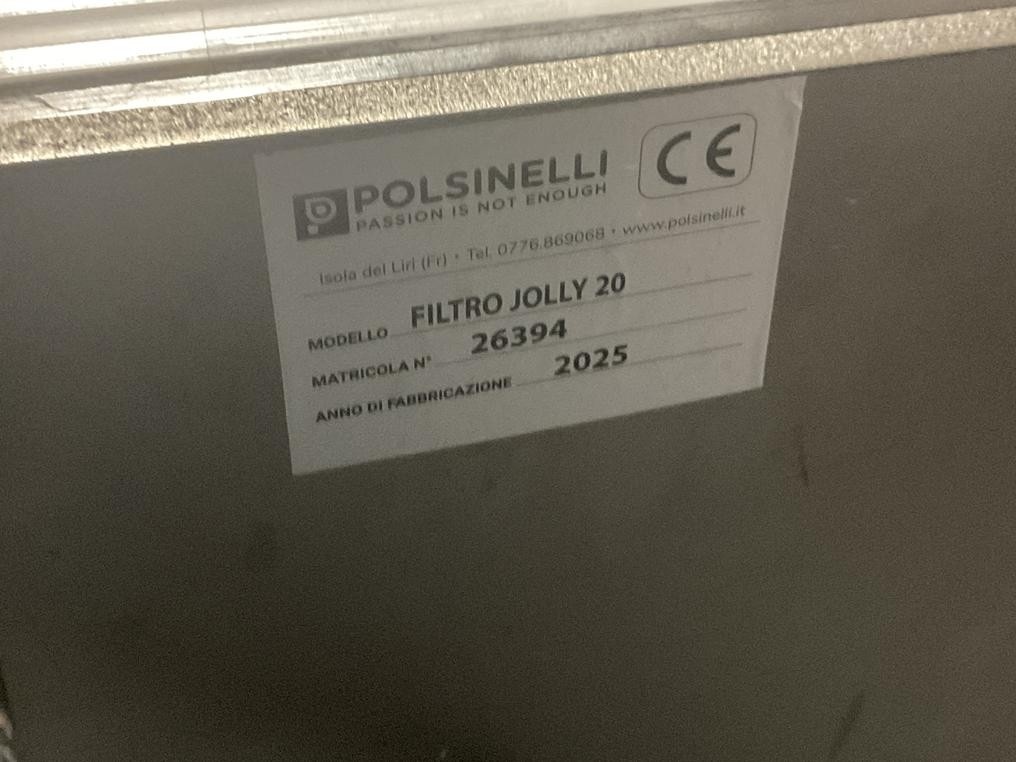 POLSINELLI
PASSION IS NOT ENOUGH
CE
Isola del Liri (Fr) • Tel. 0776.869068 • www.polsinelli.it
MODELLO FILTRO JOLLY 20
MATRICOLA N° 26394
ANNO DI FABBRICAZIONE 2025